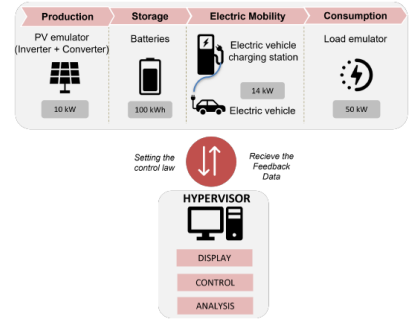 Production
Storage
Electric Mobility
Consumption
PV emulator
(Inverter + Converter)
Batteries
Electric vehicle
charging station
Load emulator
10 kW
100 kWh
14 kW
50 kW
Electric vehicle
Setting the
control law
Recieve the
Feedback
Data
HYPERVISOR
DISPLAY
CONTROL
ANALYSIS